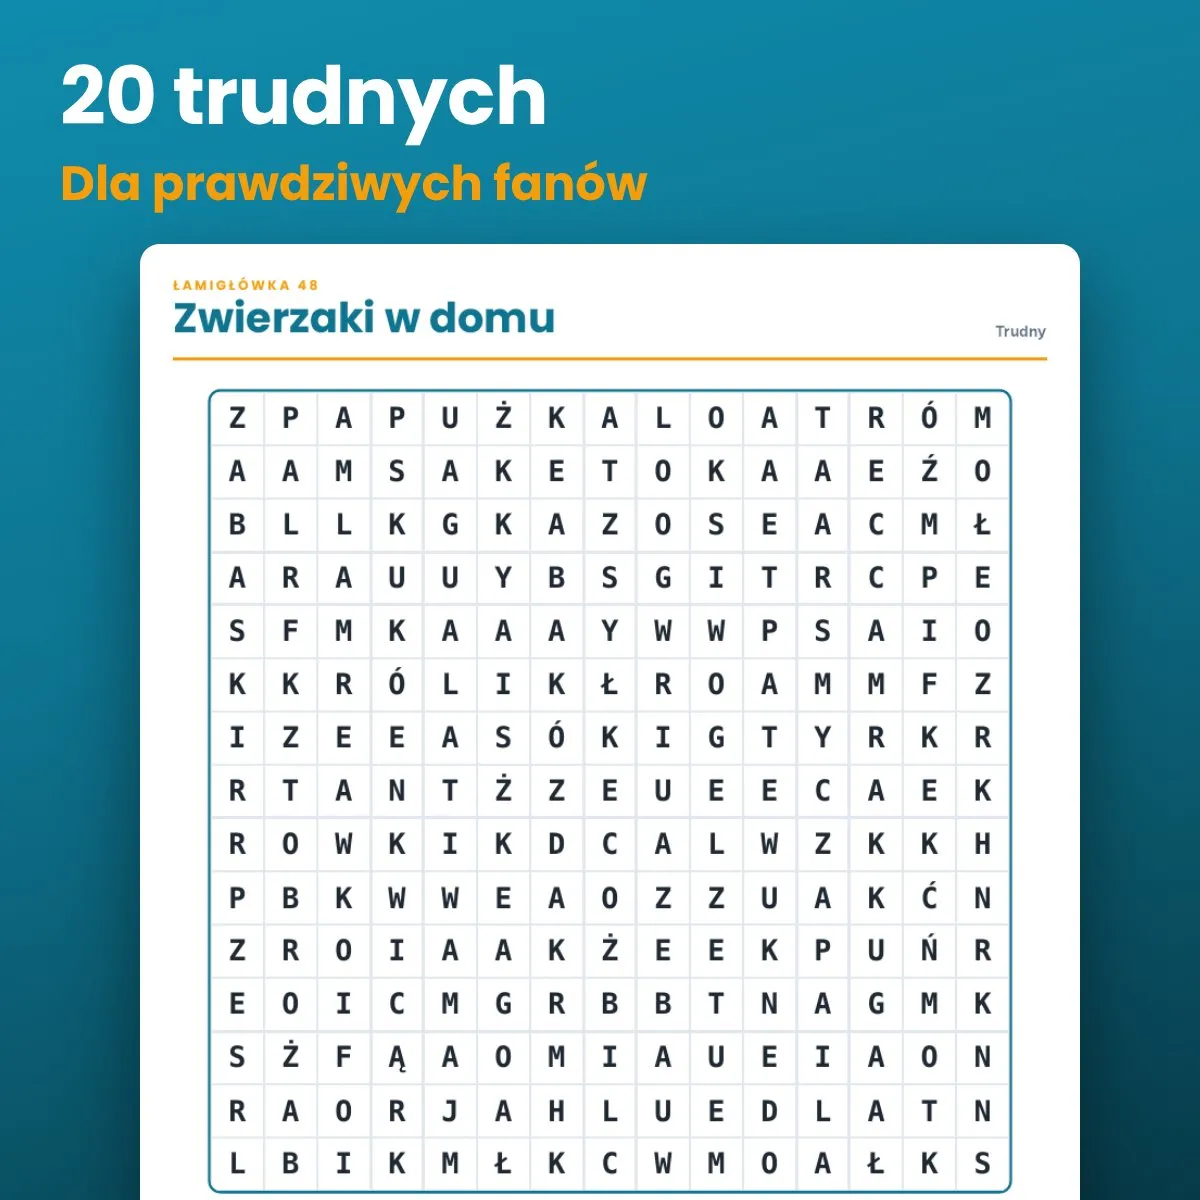 20 trudnych
Dla prawdziwych fanów
ŁAMIGŁÓWKA 48
Zwierzaki w domu
Trudny
Z P A P U Ż K A L O A T R Ó M
A A M S A K E T O K A A E Ź O
B L L K G K A Z O S E A C M Ł
A R A U U Y B S G I T R C P E
S F M K A A A Y W W P S A I O
K K R Ó L I K Ł R O A M M F Z
I Z E E A S Ó K I G T Y R K R
R T A N T Ż Z E U E E C A E K
R O W K I K D C A L W Z K K H
P B K W W E A O Z Z U A K Ć N
Z R O I A A K Ż E E K P U Ń R
E O I C M G R B B T N A G M K
S Ż F Ą A O M I A U E I A O N
R A O R J A H L U E D L A T N
L B I K M Ł K C W M O A Ł K S